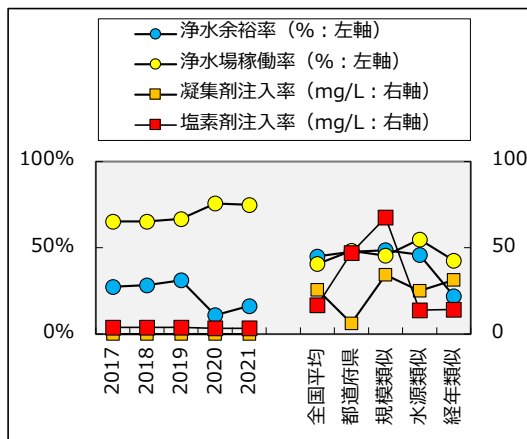 浄水余裕率（%：左軸）
浄水場稼働率（%：左軸）
凝集剤注入率（mg/L：右軸）
塩素剤注入率（mg/L：右軸）
100%
50%
0%
100
50
0
2017
2018
2019
2020
2021
全国平均
都道府県
規模類似
水源類似
経年類似